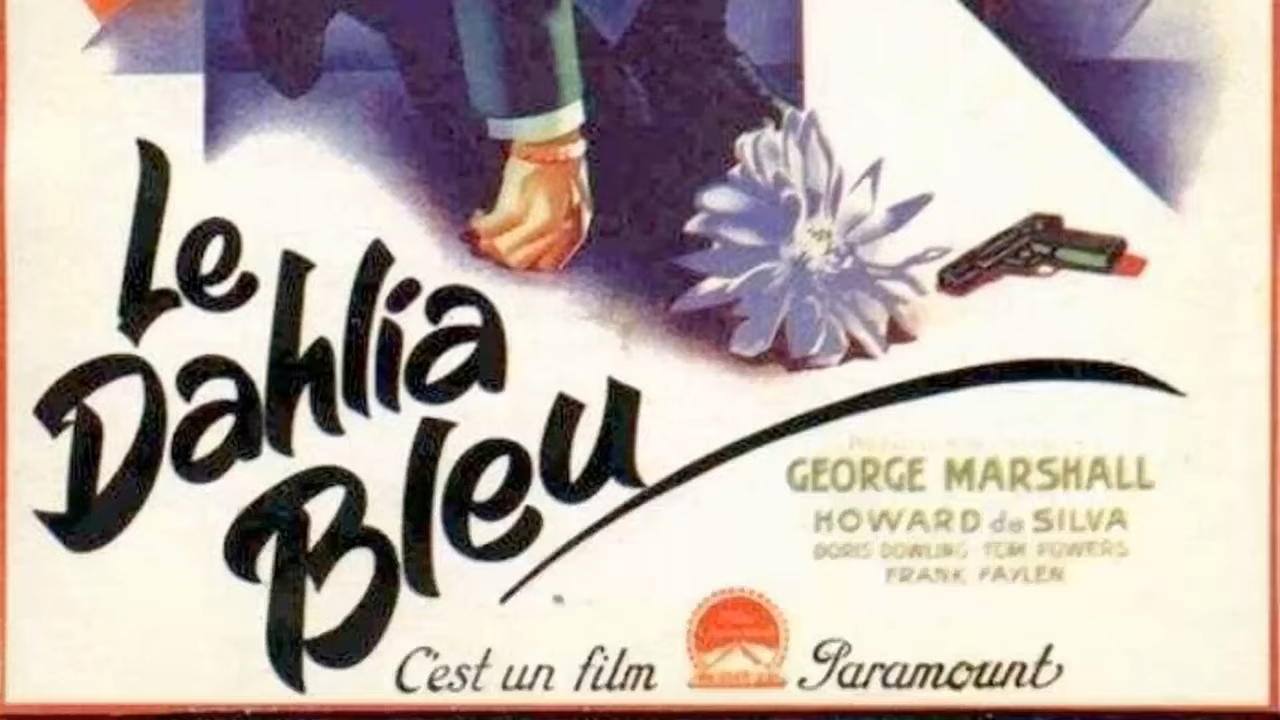 Le
Dahlia
Bleu
GEORGE MARSHALL
HOWARD da SILVA
DORIS DOWLING TOM POWERS
FRANK FAYLEN
C'est un film Paramount